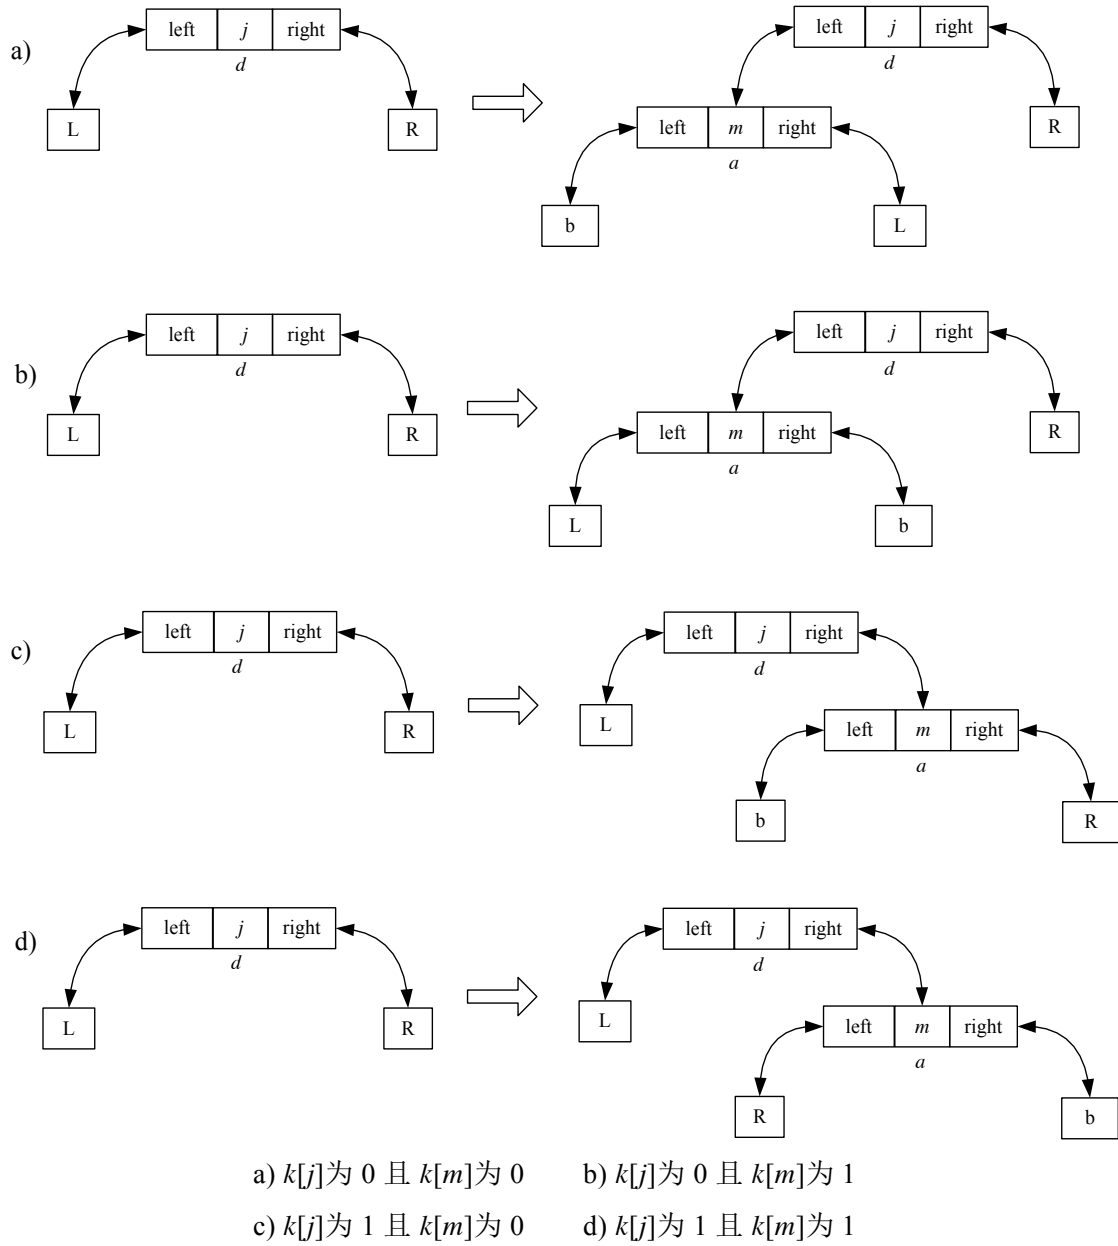 left j right left j right
a) d d
L R left m right R
a
b L
left j right left j right
b) d d
L R left m right R
a
L b
left j right left j right
c) d d
L R L left m right
a
b R
left j right left j right
d) d d
L R L left m right
a
R b
a) k[j]为 0 且 k[m]为 0 b) k[j]为 0 且 k[m]为 1
c) k[j]为 1 且 k[m]为 0 d) k[j]为 1 且 k[m]为 1